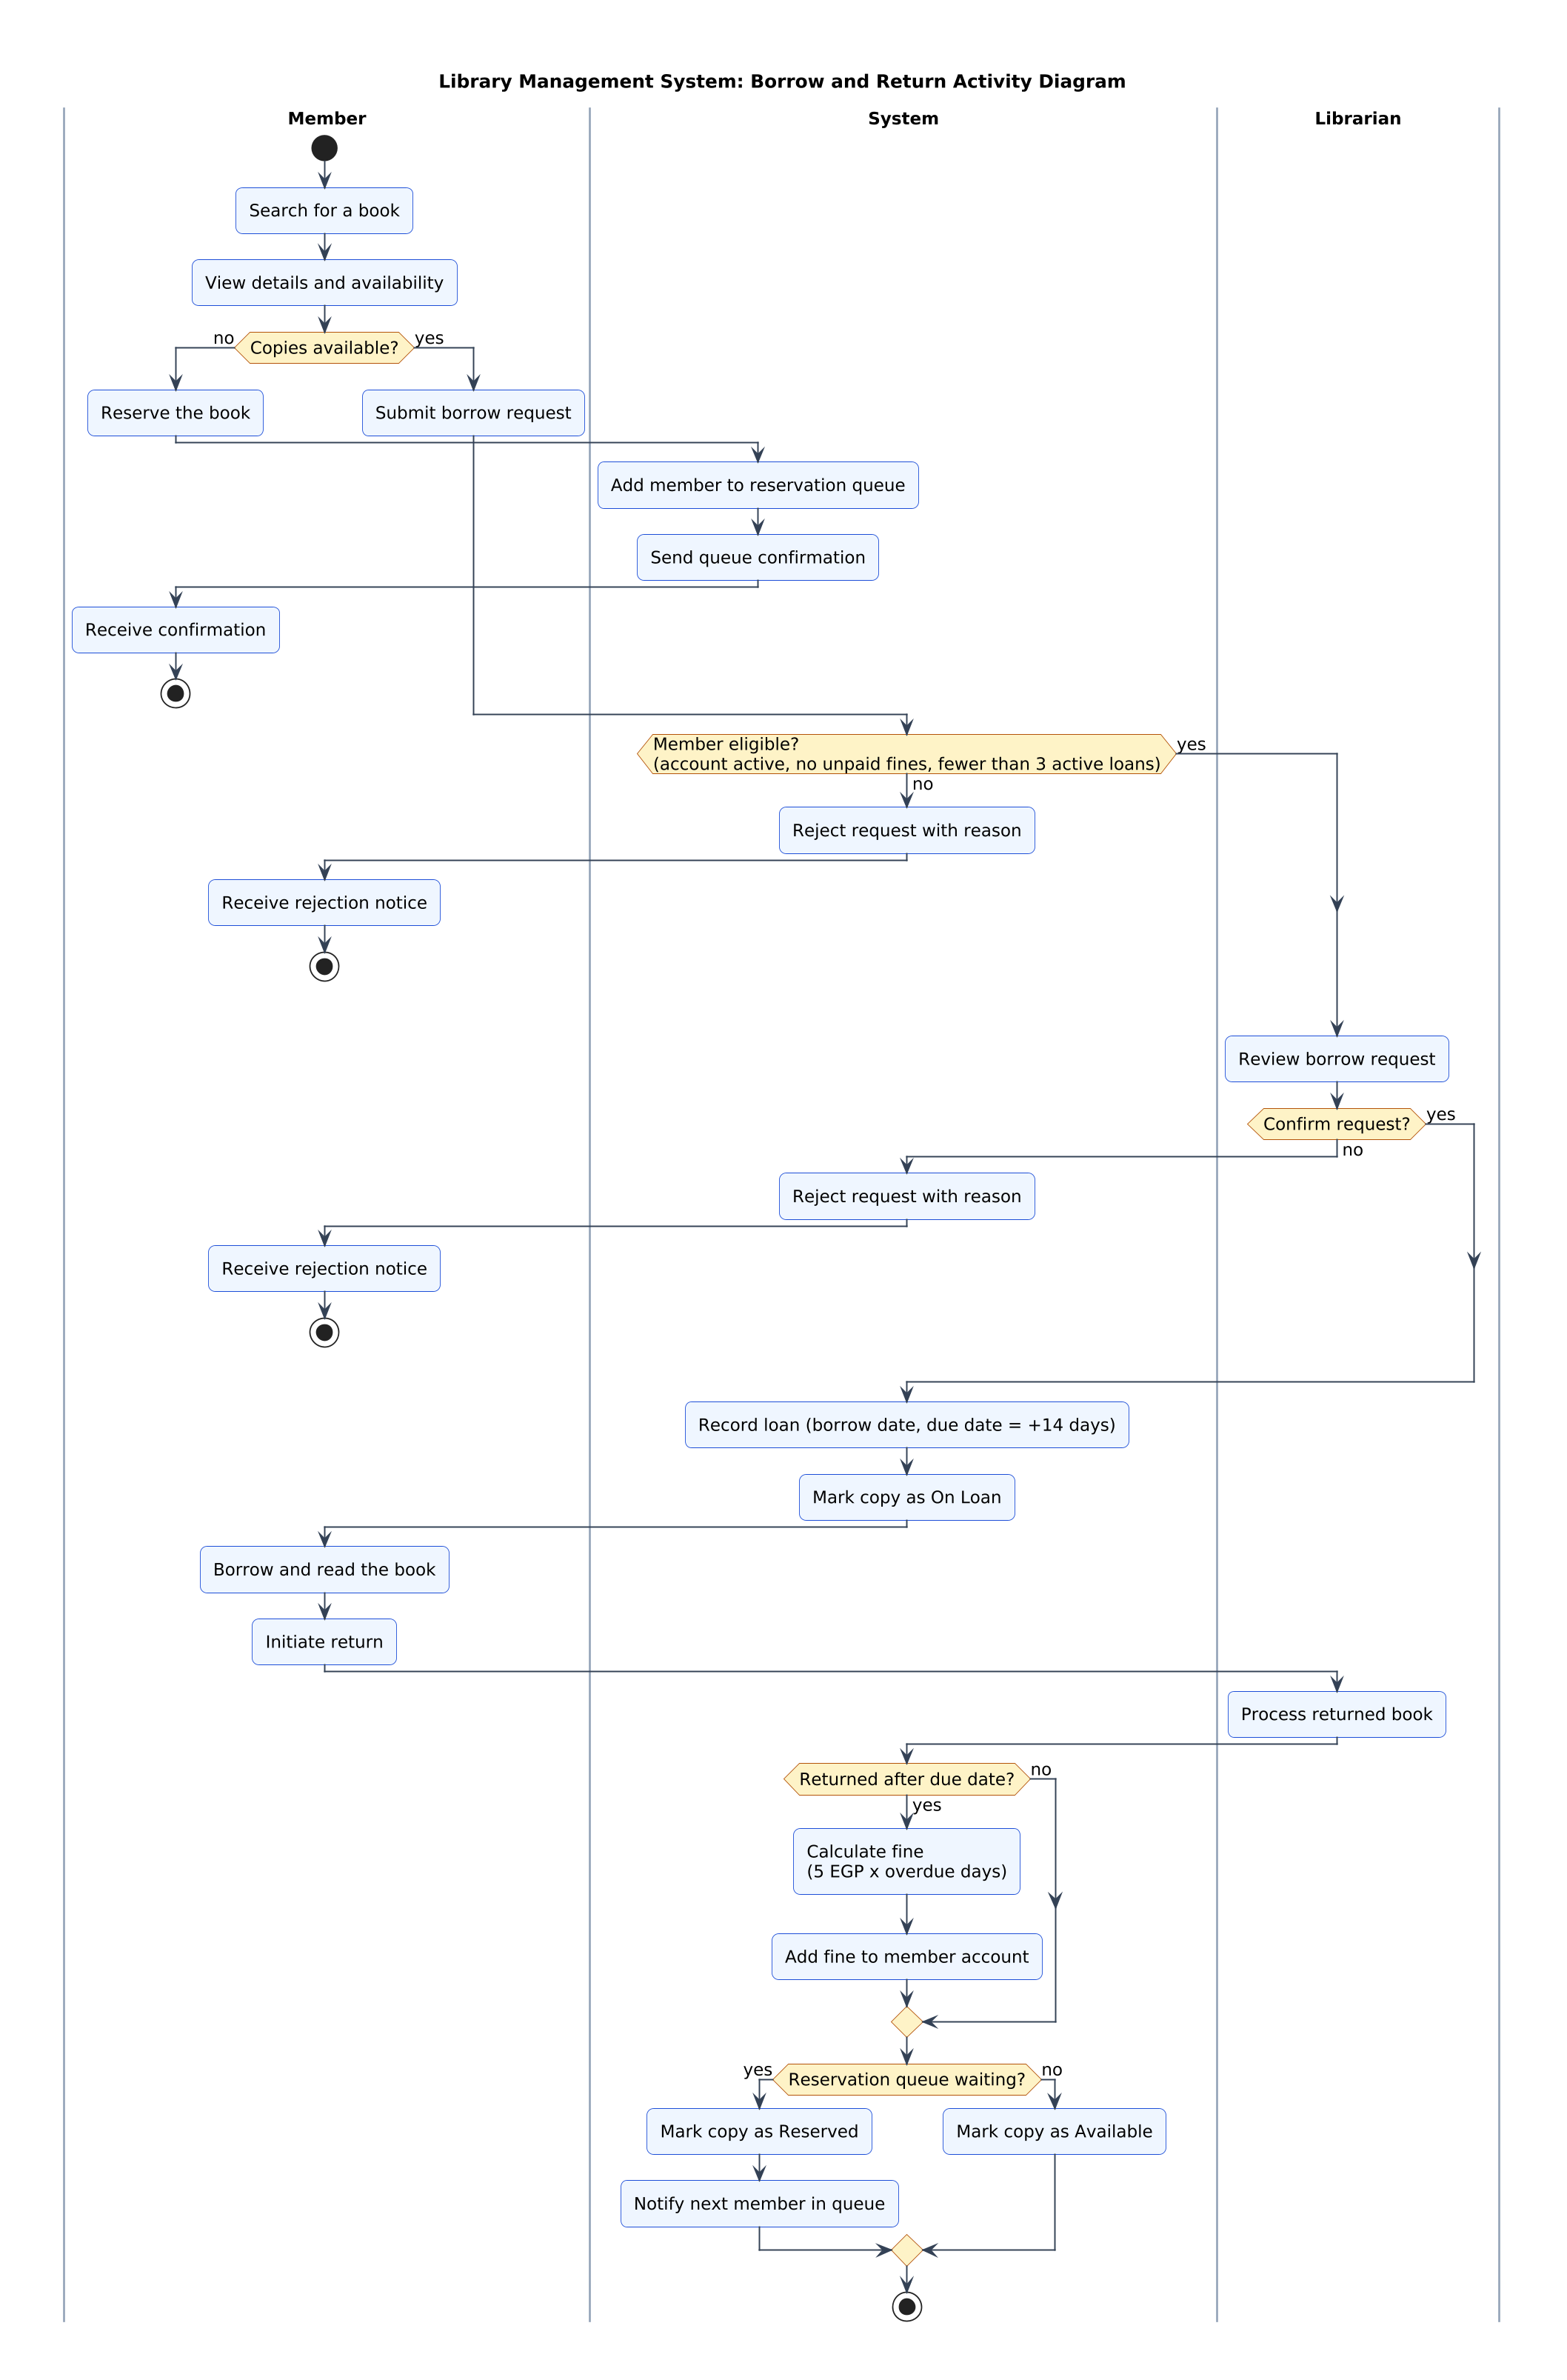 Library Management System: Borrow and Return Activity Diagram
Member
System
Librarian
Search for a book
View details and availability
no
Copies available?
yes
Reserve the book
Submit borrow request
Add member to reservation queue
Send queue confirmation
Receive confirmation
Member eligible?
(account active, no unpaid fines, fewer than 3 active loans)
yes
no
Reject request with reason
Receive rejection notice
Review borrow request
Confirm request?
yes
no
Reject request with reason
Receive rejection notice
Record loan (borrow date, due date = +14 days)
Mark copy as On Loan
Borrow and read the book
Initiate return
Process returned book
Returned after due date?
no
yes
Calculate fine
(5 EGP x overdue days)
Add fine to member account
yes
Reservation queue waiting?
no
Mark copy as Reserved
Mark copy as Available
Notify next member in queue